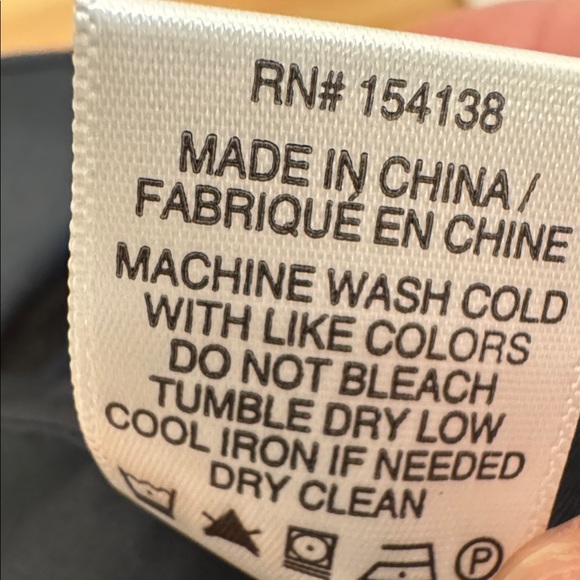 RN# 154138
MADE IN CHINA /
FABRIQUÉ EN CHINE
MACHINE WASH COLD
WITH LIKE COLORS
DO NOT BLEACH
TUMBLE DRY LOW
COOL IRON IF NEEDED
DRY CLEAN
P